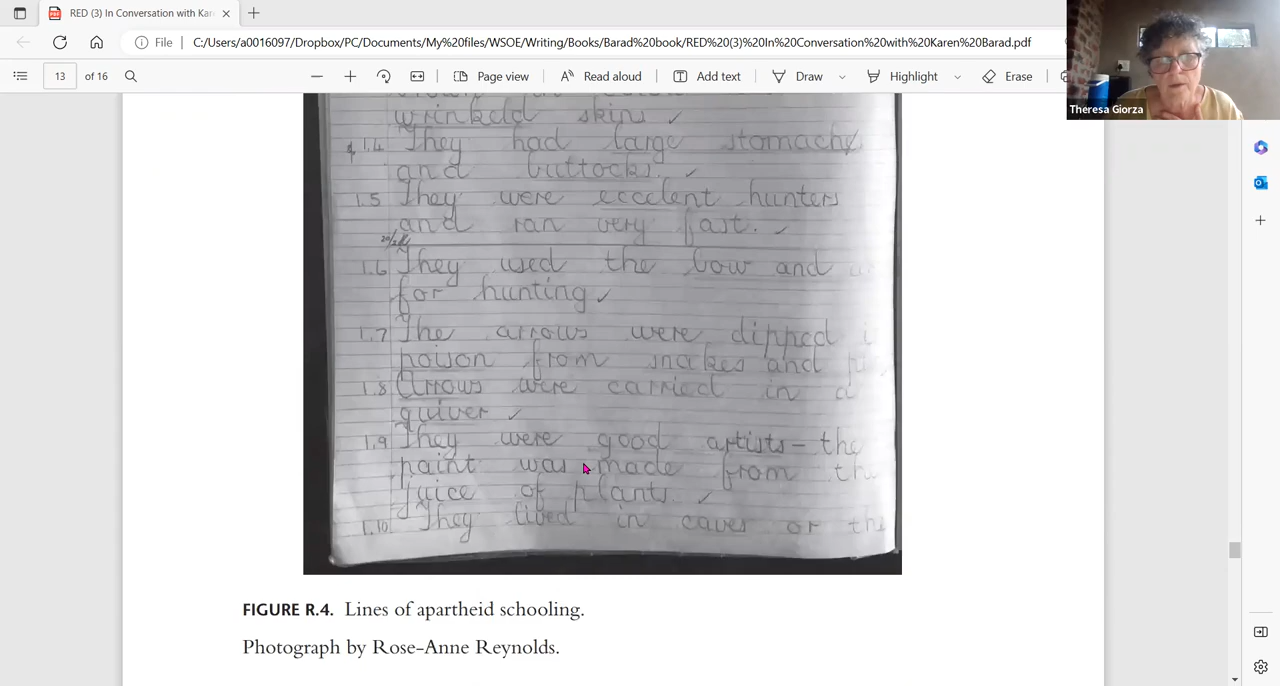 RED (3) In Conversation with Kar
File
C:/Users/a0016097/Dropbox/PC/Documents/My%20files/WSOE/Writing/Books/Barad%20book/RED%20(3)%20In%20Conversation%20with%20Karen%20Barad.pdf
13 of 16
Page view
Read aloud
Add text
Draw
Highlight
Erase
Theresa Giorza
wrinkeld skins ✓
1.4 They had large stomachs
and buttocks. ✓
1.5 They were eccelent hunters
and ran very fast. ✓
1.6 They used the bow and
for hunting ✓
1.7 The arrows were dipped
poison from snakes and
1.8 Arrows were carried in a
quiver ✓
1.9 They were good artists – the
paint was made from
juice of plants. ✓
1.10. They lived in caves or
FIGURE R.4. Lines of apartheid schooling.
Photograph by Rose-Anne Reynolds.